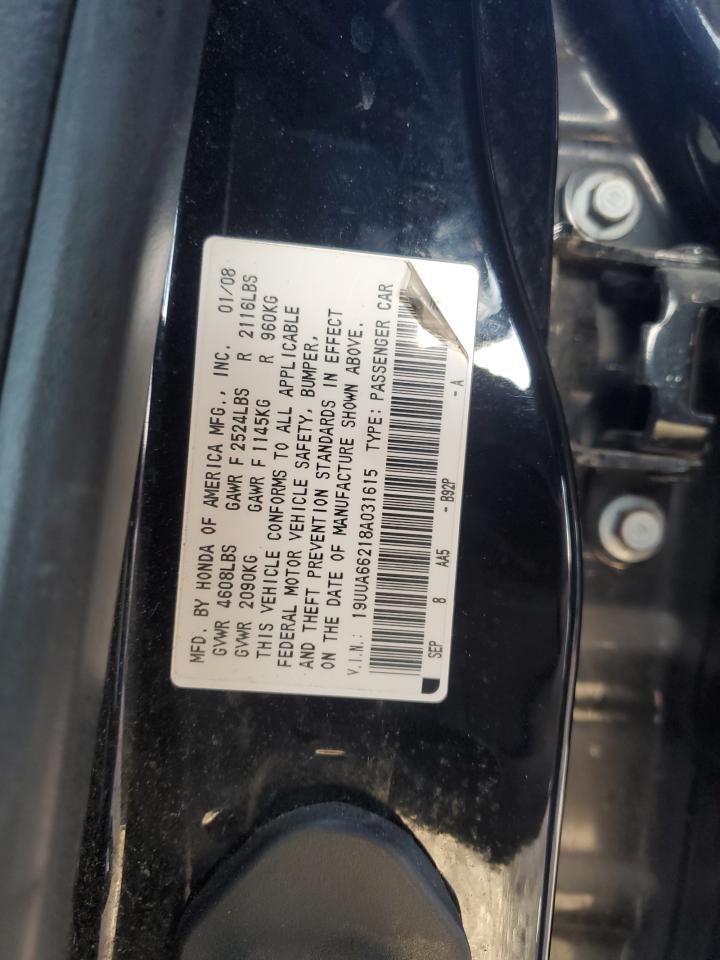 MFD. BY HONDA OF AMERICA MFG., INC. 01/08
GVWR 4608LBS GAWR F 2524LBS R 2116LBS
GVWR 2090KG GAWR F 1145KG R 960KG
THIS VEHICLE CONFORMS TO ALL APPLICABLE
FEDERAL MOTOR VEHICLE SAFETY, BUMPER,
AND THEFT PREVENTION STANDARDS IN EFFECT
ON THE DATE OF MANUFACTURE SHOWN ABOVE.
V.I.N.: 19UUA66218A031615 TYPE: PASSENGER CAR
SEP 8 AA5 - B92P - A